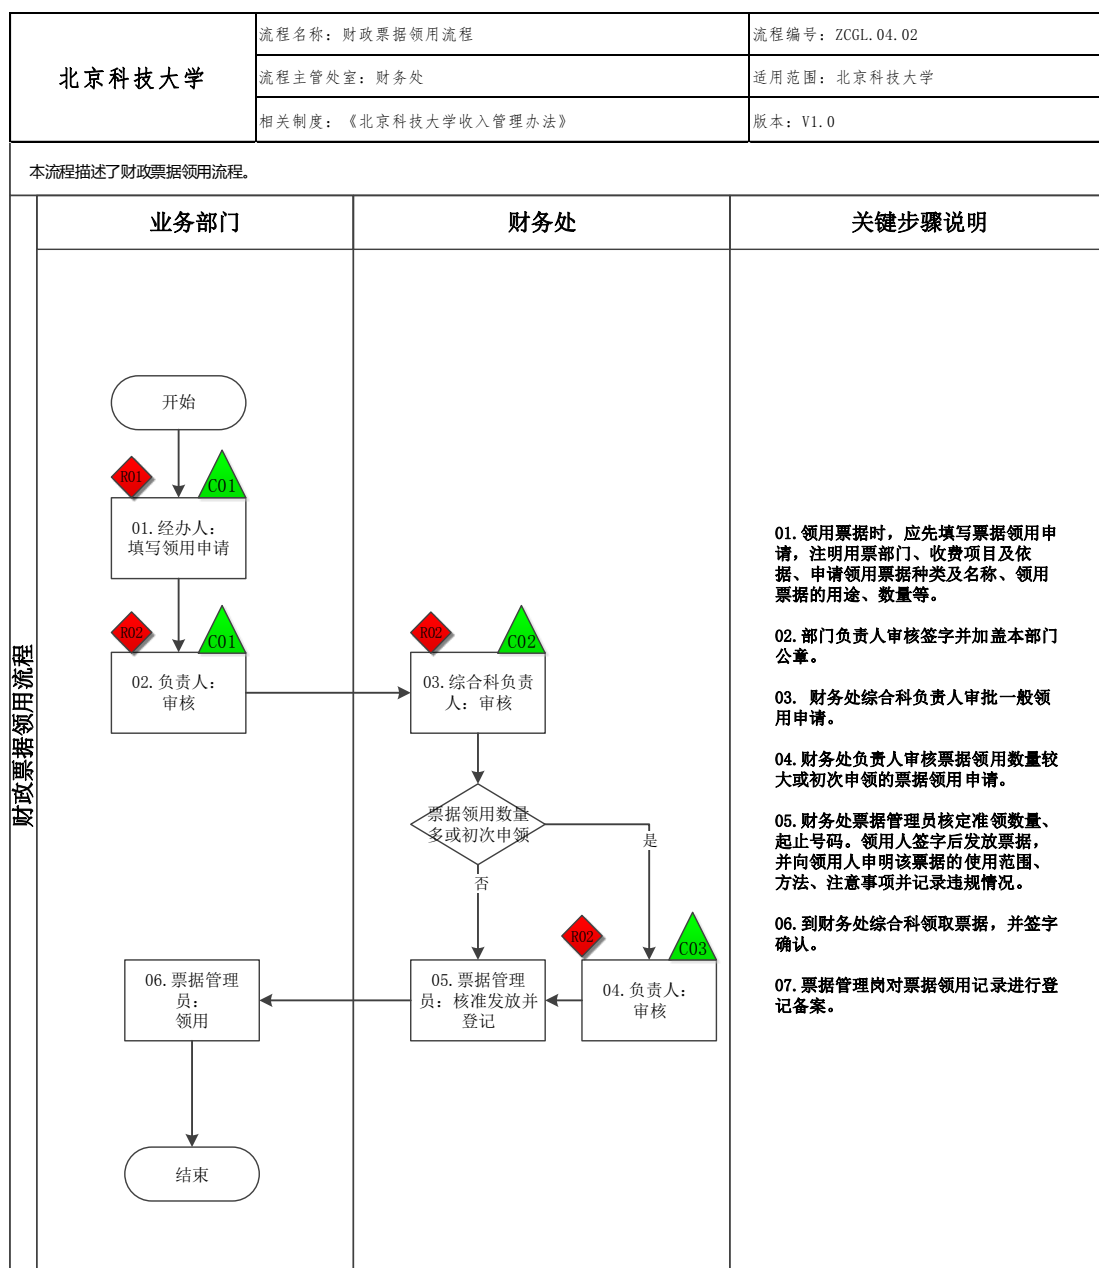 北京科技大学
流程名称：财政票据领用流程
流程编号：ZCGL.04.02
流程主管处室：财务处
适用范围：北京科技大学
相关制度：《北京科技大学收入管理办法》
版本：V1.0
本流程描述了财政票据领用流程。
财政票据领用流程
业务部门
财务处
关键步骤说明
开始
R01
C01
01.经办人：
填写领用申请
R02
C01
02.负责人：
审核
R02
C02
03.综合科负责
人：审核
票据领用数量
多或初次申领
是
否
R02
C03
04.负责人：
审核
05.票据管理
员：核准发放并
登记
06.票据管理
员：
领用
结束
01.领用票据时，应先填写票据领用申
请，注明用票部门、收费项目及依
据、申请领用票据种类及名称、领用
票据的用途、数量等。
02.部门负责人审核签字并加盖本部门
公章。
03. 财务处综合科负责人审批一般领
用申请。
04.财务处负责人审核票据领用数量较
大或初次申领的票据领用申请。
05.财务处票据管理员核定准领数量、
起止号码。领用人签字后发放票据，
并向领用人申明该票据的使用范围、
方法、注意事项并记录违规情况。
06.到财务处综合科领取票据，并签字
确认。
07.票据管理岗对票据领用记录进行登
记备案。